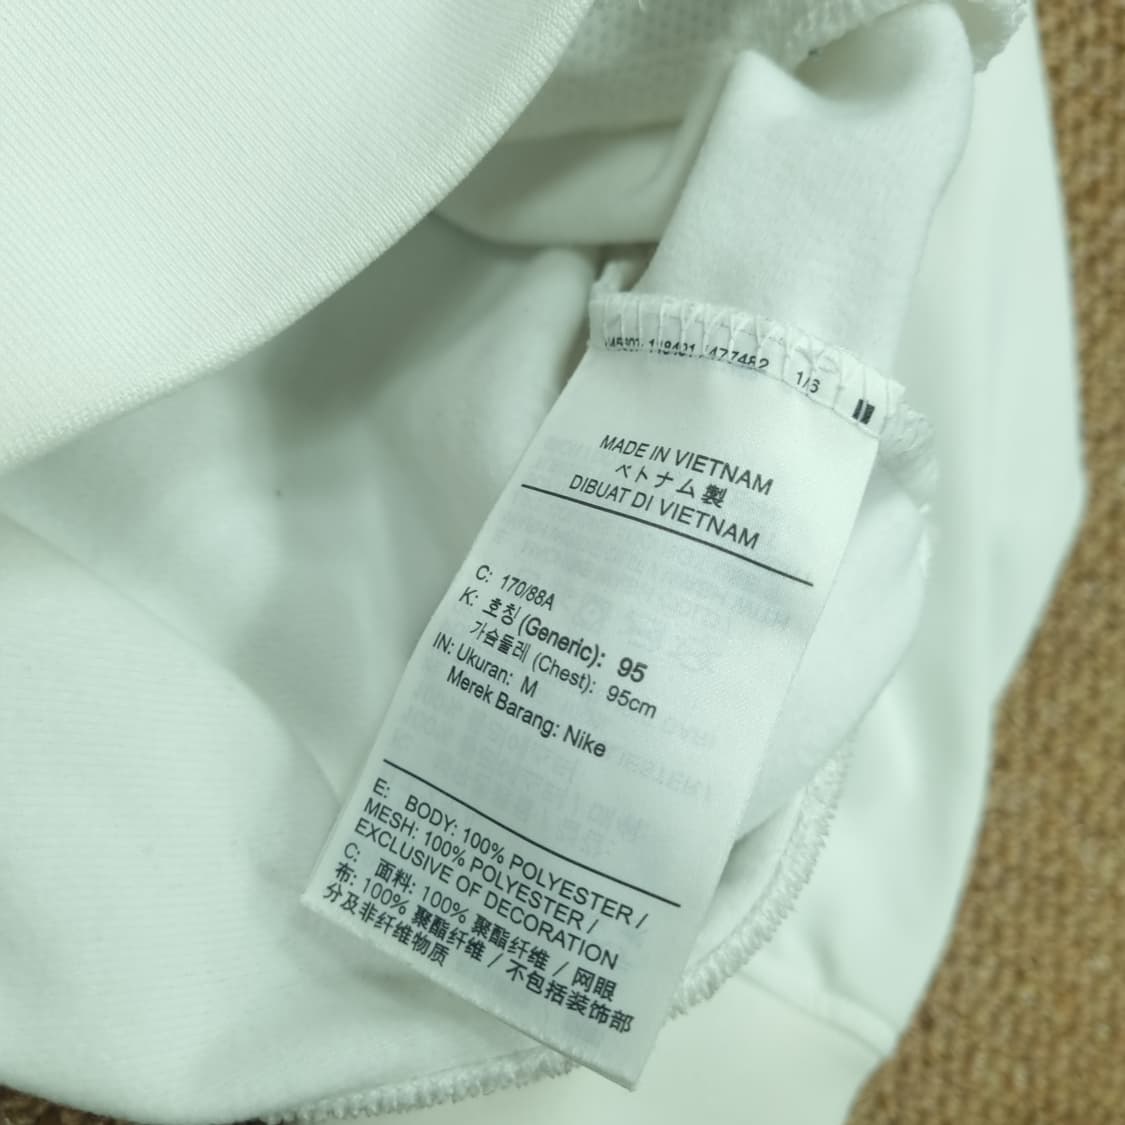 477482 1/6
MADE IN VIETNAM
ベトナム製
DIBUAT DI VIETNAM
C: 170/88A
K: 호칭 (Generic): 95
가슴둘레 (Chest): 95cm
IN: Ukuran: M
Merek Barang: Nike
E: BODY: 100% POLYESTER /
MESH: 100% POLYESTER /
EXCLUSIVE OF DECORATION
C: 面料: 100% 聚酯纤维 / 网眼
布: 100% 聚酯纤维 / 不包括装饰部
分及非纤维物质